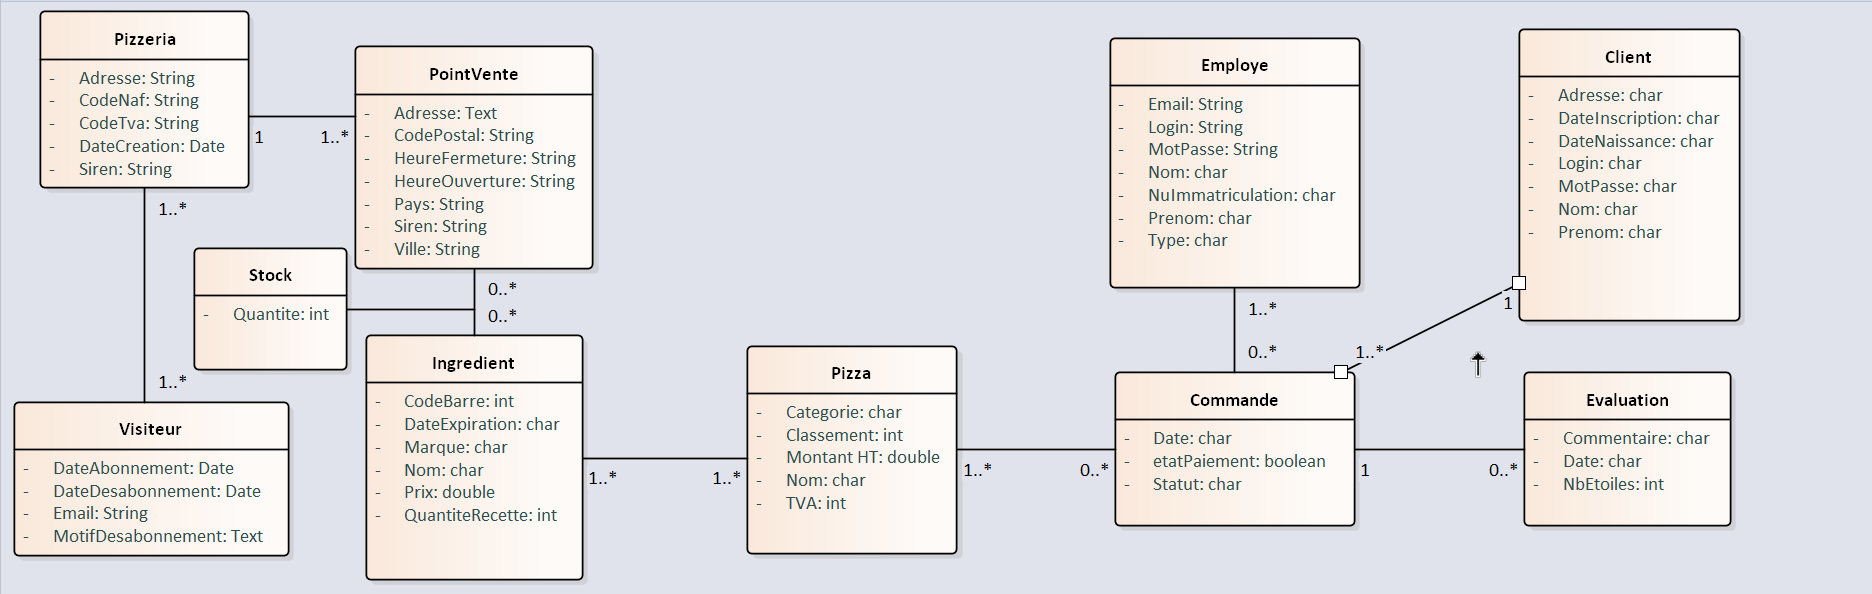 Pizzeria
- Adresse: String
- CodeNaf: String
- CodeTva: String
- DateCreation: Date
- Siren: String
1
1..*
PointVente
- Adresse: Text
- CodePostal: String
- HeureFermeture: String
- HeureOuverture: String
- Pays: String
- Siren: String
- Ville: String
1..*
1..*
Stock
- Quantite: int
0..*
0..*
Visiteur
- DateAbonnement: Date
- DateDesabonnement: Date
- Email: String
- MotifDesabonnement: Text
Ingredient
- CodeBarre: int
- DateExpiration: char
- Marque: char
- Nom: char
- Prix: double
- QuantiteRecette: int
1..*
1..*
Pizza
- Categorie: char
- Classement: int
- Montant HT: double
- Nom: char
- TVA: int
1..*
0..*
Employe
- Email: String
- Login: String
- MotPasse: String
- Nom: char
- NuImmatriculation: char
- Prenom: char
- Type: char
1..*
0..*
Client
- Adresse: char
- DateInscription: char
- DateNaissance: char
- Login: char
- MotPasse: char
- Nom: char
- Prenom: char
1
1..*
Commande
- Date: char
- etatPaiement: boolean
- Statut: char
1
0..*
Evaluation
- Commentaire: char
- Date: char
- NbEtoiles: int